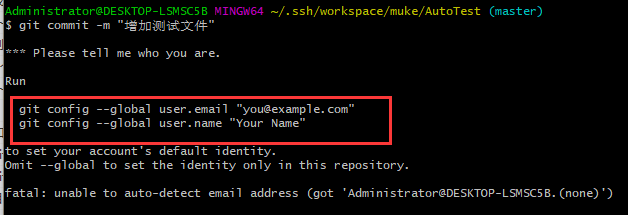 Administrator@DESKTOP-LSMSC5B MINGW64 ~/.ssh/workspace/muke/AutoTest (master)
$ git commit -m "增加测试文件"
*** Please tell me who you are.
Run
git config --global user.email "you@example.com"
git config --global user.name "Your Name"
to set your account's default identity.
Omit --global to set the identity only in this repository.
fatal: unable to auto-detect email address (got 'Administrator@DESKTOP-LSMSC5B.(none)')